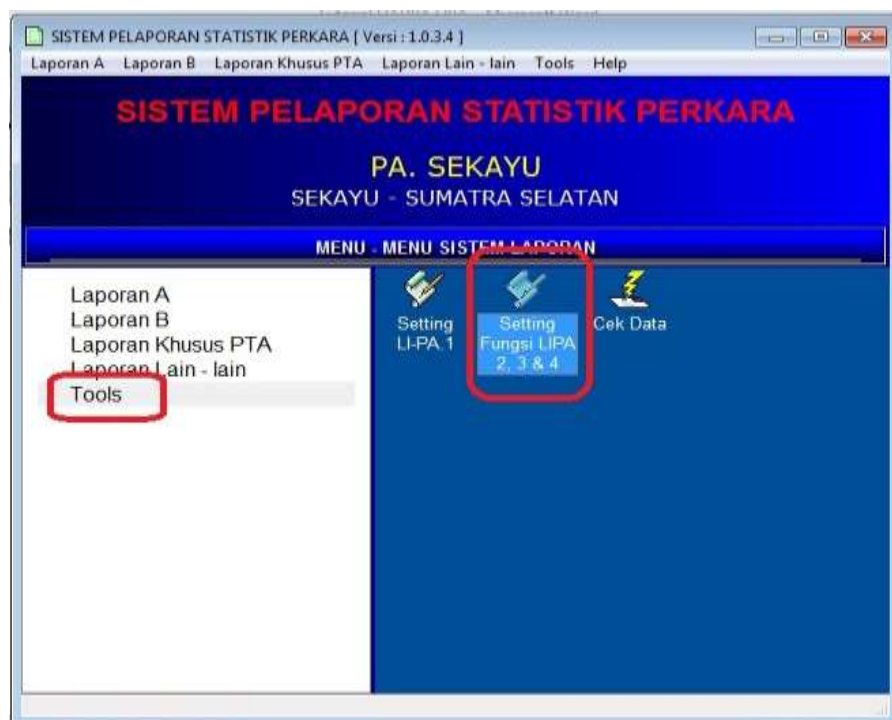 SISTEM PELAPORAN STATISTIK PERKARA [ Versi : 1.0.3.4 ]
Laporan A Laporan B Laporan Khusus PTA Laporan Lain - lain Tools Help
SISTEM PELAPORAN STATISTIK PERKARA
PA. SEKAYU
SEKAYU - SUMATRA SELATAN
MENU - MENU SISTEM LAPORAN
Laporan A
Laporan B
Laporan Khusus PTA
Laporan Lain - lain
Tools
Setting
LI-PA.1
Setting
Fungsi LIPA
2, 3 & 4
Cek Data